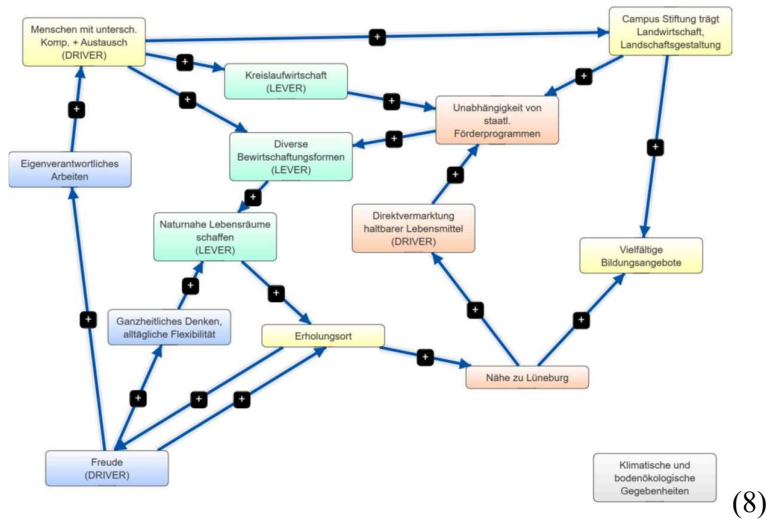 Menschen mit untersch.
Komp. + Austausch
(DRIVER)
+
Campus Stiftung trägt
Landwirtschaft,
Landschaftsgestaltung
+
Kreislaufwirtschaft
(LEVER)
+
+
+
Unabhängigkeit von
staatl.
Förderprogrammen
+
+
Diverse
Bewirtschaftungsformen
(LEVER)
+
+
Eigenverantwortliches
Arbeiten
+
+
Naturnahe Lebensräume
schaffen
(LEVER)
Direktvermarktung
haltbarer Lebensmittel
(DRIVER)
Vielfältige
Bildungsangebote
+
+
+
Ganzheitliches Denken,
alltägliche Flexibilität
+
+
Erholungsort
+
Nähe zu Lüneburg
+
+
+
Freude
(DRIVER)
Klimatische und
bodenökologische
Gegebenheiten
(8)